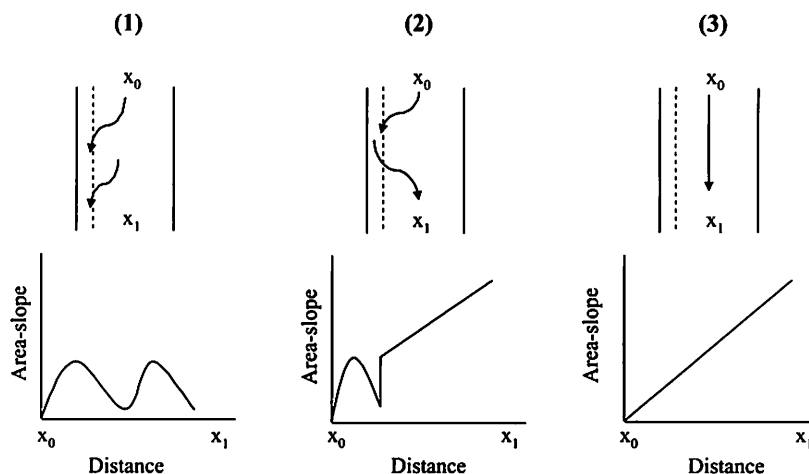 (1)
x0
x1
Area-slope
x0
x1
Distance
(2)
x0
x1
Area-slope
x0
x1
Distance
(3)
x0
x1
Area-slope
x0
x1
Distance